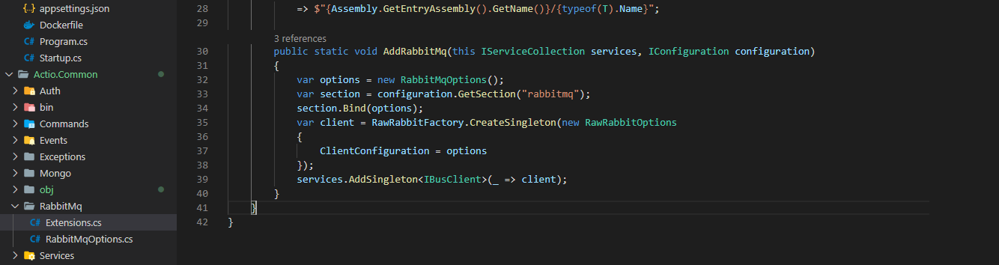 appsettings.json
Dockerfile
C# Program.cs
C# Startup.cs
Actio.Common
Auth
bin
Commands
Events
Exceptions
Mongo
obj
RabbitMq
C# Extensions.cs
C# RabbitMqOptions.cs
Services
28 => $"{Assembly.GetEntryAssembly().GetName()}/{typeof(T).Name}";
29
3 references
30 public static void AddRabbitMq(this IServiceCollection services, IConfiguration configuration)
31 {
32 var options = new RabbitMqOptions();
33 var section = configuration.GetSection("rabbitmq");
34 section.Bind(options);
35 var client = RawRabbitFactory.CreateSingleton(new RawRabbitOptions
36 {
37 ClientConfiguration = options
38 });
39 services.AddSingleton<IBusClient>(_ => client);
40 }
41 }
42 }